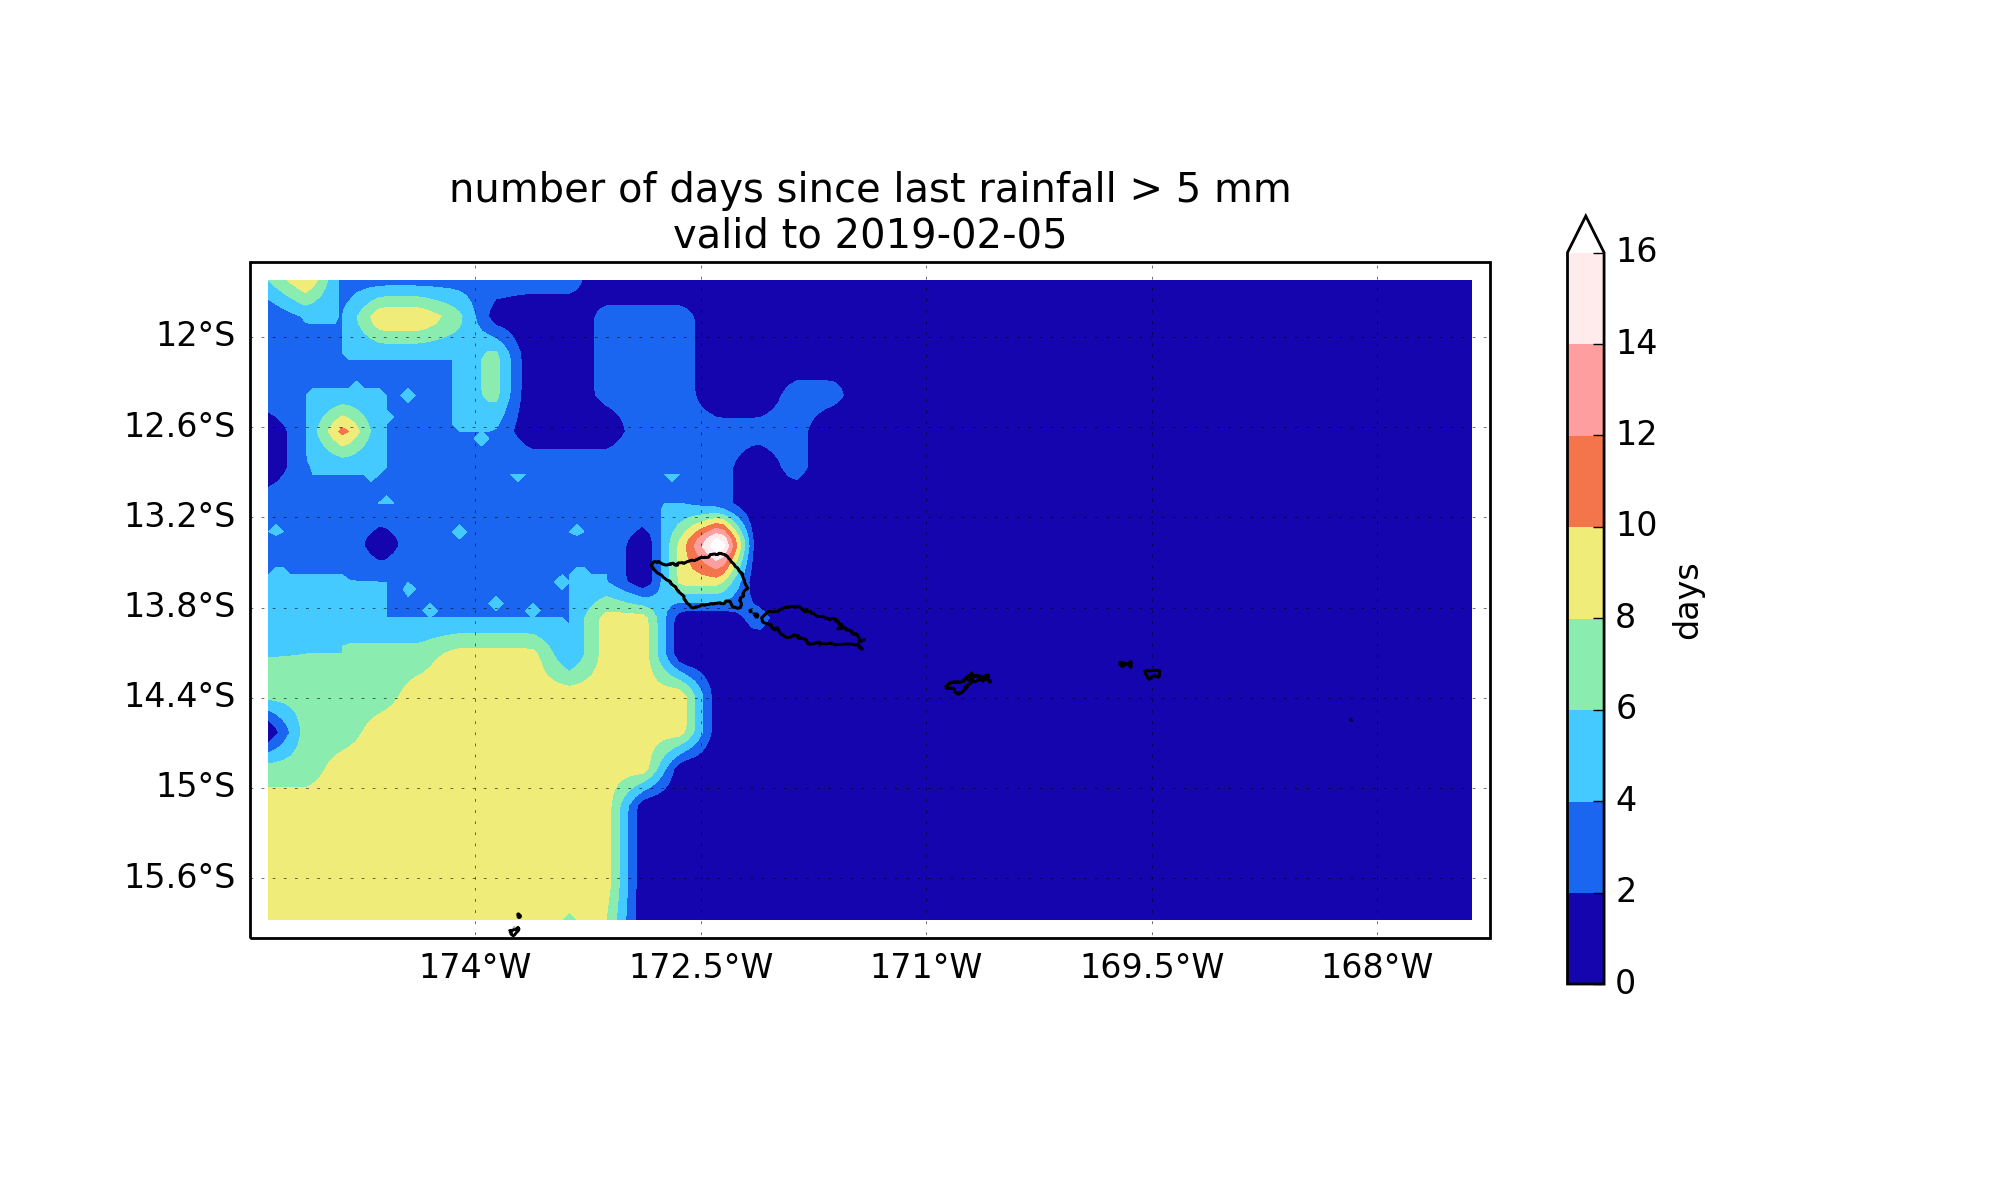 number of days since last rainfall > 5 mm
valid to 2019-02-05
12°S
12.6°S
13.2°S
13.8°S
14.4°S
15°S
15.6°S
174°W
172.5°W
171°W
169.5°W
168°W
16
14
12
10
8
6
4
2
0
days